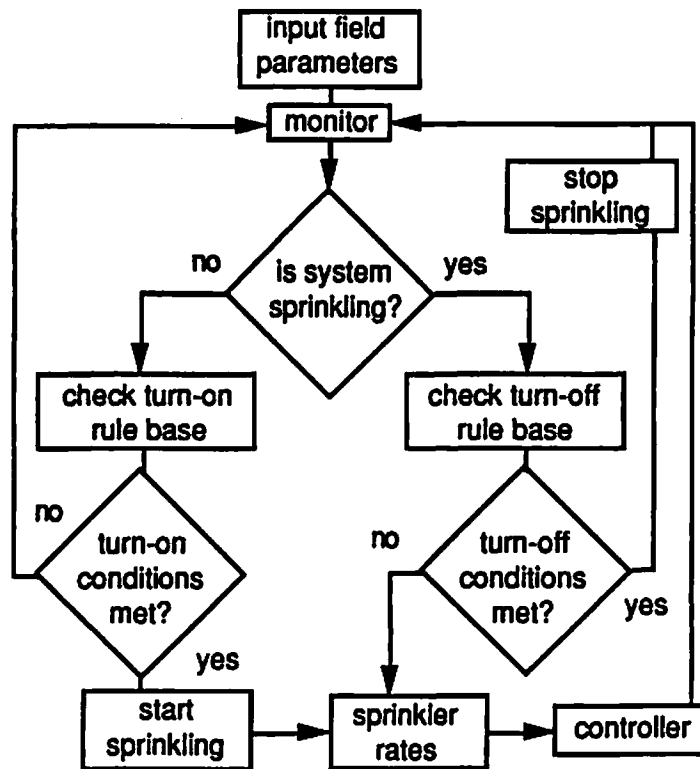 input field
parameters
monitor
stop
sprinkling
no
is system
sprinkling?
yes
check turn-on
rule base
check turn-off
rule base
no
turn-on
conditions
met?
no
turn-off
conditions
met?
yes
yes
start
sprinkling
sprinkler
rates
controller